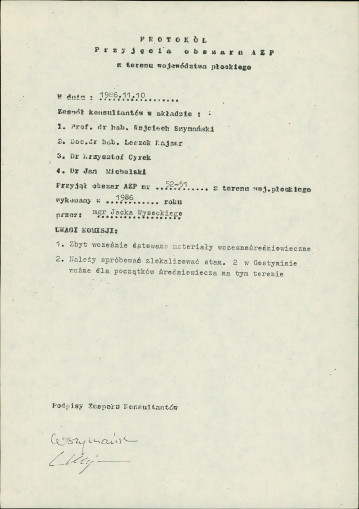 PROTOKÓŁ
Przyjęcia obszaru AZP
z terenu województwa płockiego
W dniu : 1986.11.10
Zespół konsultantów w składzie :
1. Prof. dr hab. Wojciech Szymański
2. Doc.dr hab. Leszek Kajzer
3. Dr Krzysztof Cyrek
4. Dr Jan Michalski
Przyjął obszar AZP nr 52-51 z terenu woj.płockiego
wykonany w 1986 roku
przez: mgr Jacka Wysockiego
UWAGI KOMISJI:
1. Zbyt wcześnie datowane materiały wczesnośredniowieczne
2. Należy spróbować zlokalizować stan. 2 w Gostyninie
ważne dla początków średniowiecza na tym terenie
Podpisy Zespołu Konsultantów
WSzymański